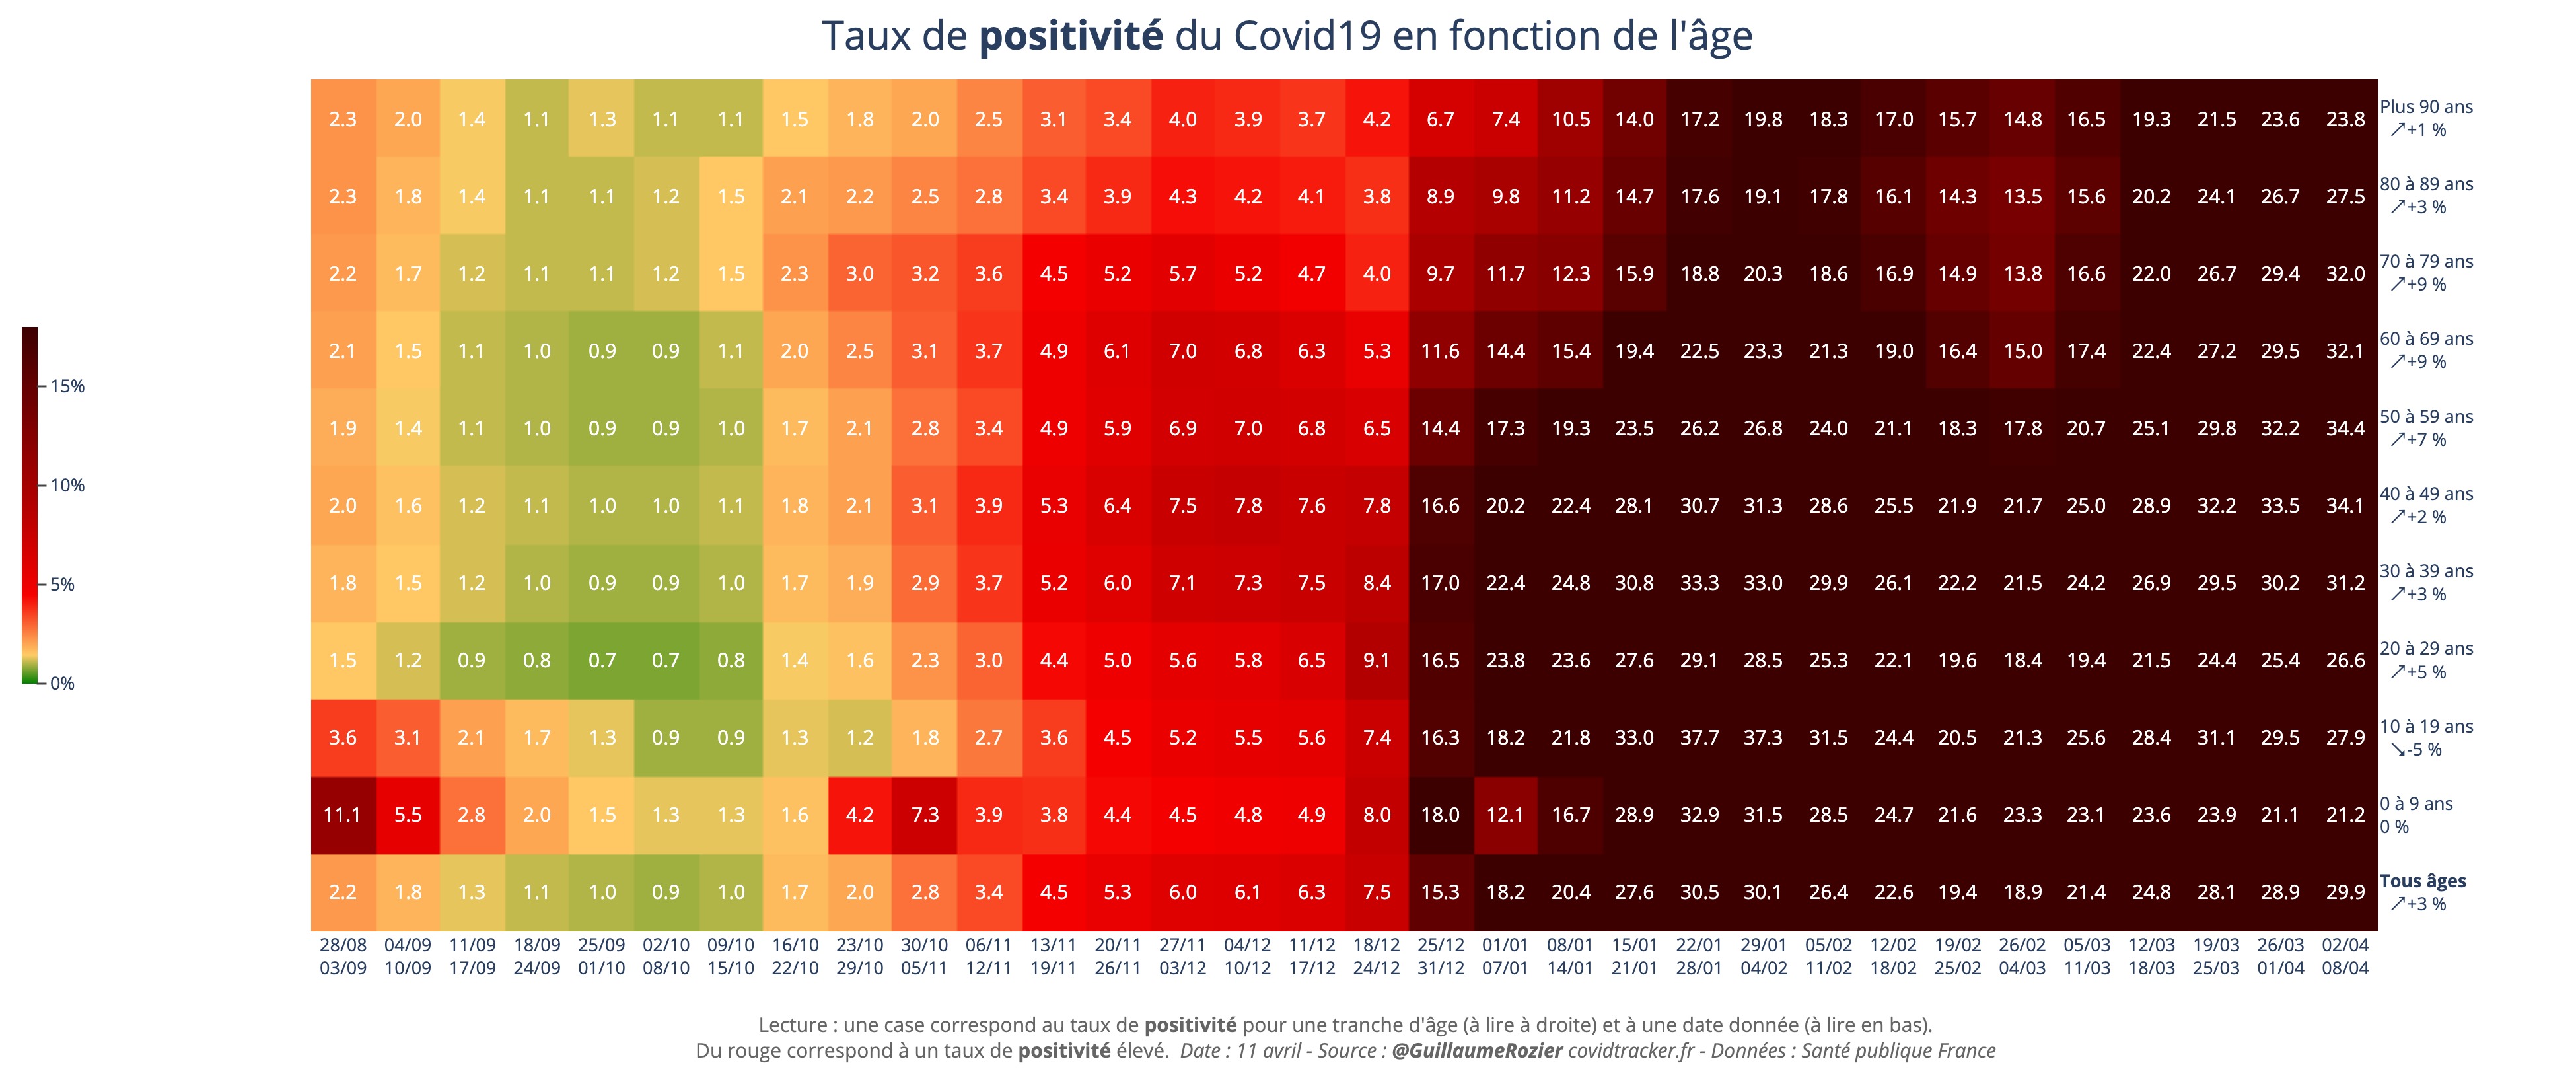 Taux de positivité du Covid19 en fonction de l'âge
2.3 2.0 1.4 1.1 1.3 1.1 1.1 1.5 1.8 2.0 2.5 3.1 3.4 4.0 3.9 3.7 4.2 6.7 7.4 10.5 14.0 17.2 19.8 18.3 17.0 15.7 14.8 16.5 19.3 21.5 23.6 23.8 Plus 90 ans
↗+1 %
2.3 1.8 1.4 1.1 1.1 1.2 1.5 2.1 2.2 2.5 2.8 3.4 3.9 4.3 4.2 4.1 3.8 8.9 9.8 11.2 14.7 17.6 19.1 17.8 16.1 14.3 13.5 15.6 20.2 24.1 26.7 27.5 80 à 89 ans
↗+3 %
2.2 1.7 1.2 1.1 1.1 1.2 1.5 2.3 3.0 3.2 3.6 4.5 5.2 5.7 5.2 4.7 4.0 9.7 11.7 12.3 15.9 18.8 20.3 18.6 16.9 14.9 13.8 16.6 22.0 26.7 29.4 32.0 70 à 79 ans
↗+9 %
2.1 1.5 1.1 1.0 0.9 0.9 1.1 2.0 2.5 3.1 3.7 4.9 6.1 7.0 6.8 6.3 5.3 11.6 14.4 15.4 19.4 22.5 23.3 21.3 19.0 16.4 15.0 17.4 22.4 27.2 29.5 32.1 60 à 69 ans
↗+9 %
15%
1.9 1.4 1.1 1.0 0.9 0.9 1.0 1.7 2.1 2.8 3.4 4.9 5.9 6.9 7.0 6.8 6.5 14.4 17.3 19.3 23.5 26.2 26.8 24.0 21.1 18.3 17.8 20.7 25.1 29.8 32.2 34.4 50 à 59 ans
↗+7 %
10%
2.0 1.6 1.2 1.1 1.0 1.0 1.1 1.8 2.1 3.1 3.9 5.3 6.4 7.5 7.8 7.6 7.8 16.6 20.2 22.4 28.1 30.7 31.3 28.6 25.5 21.9 21.7 25.0 28.9 32.2 33.5 34.1 40 à 49 ans
↗+2 %
5%
1.8 1.5 1.2 1.0 0.9 0.9 1.0 1.7 1.9 2.9 3.7 5.2 6.0 7.1 7.3 7.5 8.4 17.0 22.4 24.8 30.8 33.3 33.0 29.9 26.1 22.2 21.5 24.2 26.9 29.5 30.2 31.2 30 à 39 ans
↗+3 %
1.5 1.2 0.9 0.8 0.7 0.7 0.8 1.4 1.6 2.3 3.0 4.4 5.0 5.6 5.8 6.5 9.1 16.5 23.8 23.6 27.6 29.1 28.5 25.3 22.1 19.6 18.4 19.4 21.5 24.4 25.4 26.6 20 à 29 ans
↗+5 %
0%
3.6 3.1 2.1 1.7 1.3 0.9 0.9 1.3 1.2 1.8 2.7 3.6 4.5 5.2 5.5 5.6 7.4 16.3 18.2 21.8 33.0 37.7 37.3 31.5 24.4 20.5 21.3 25.6 28.4 31.1 29.5 27.9 10 à 19 ans
↘-5 %
11.1 5.5 2.8 2.0 1.5 1.3 1.3 1.6 4.2 7.3 3.9 3.8 4.4 4.5 4.8 4.9 8.0 18.0 12.1 16.7 28.9 32.9 31.5 28.5 24.7 21.6 23.3 23.1 23.6 23.9 21.1 21.2 0 à 9 ans
0 %
2.2 1.8 1.3 1.1 1.0 0.9 1.0 1.7 2.0 2.8 3.4 4.5 5.3 6.0 6.1 6.3 7.5 15.3 18.2 20.4 27.6 30.5 30.1 26.4 22.6 19.4 18.9 21.4 24.8 28.1 28.9 29.9 Tous âges
↗+3 %
28/08 04/09 11/09 18/09 25/09 02/10 09/10 16/10 23/10 30/10 06/11 13/11 20/11 27/11 04/12 11/12 18/12 25/12 01/01 08/01 15/01 22/01 29/01 05/02 12/02 19/02 26/02 05/03 12/03 19/03 26/03 02/04
03/09 10/09 17/09 24/09 01/10 08/10 15/10 22/10 29/10 05/11 12/11 19/11 26/11 03/12 10/12 17/12 24/12 31/12 07/01 14/01 21/01 28/01 04/02 11/02 18/02 25/02 04/03 11/03 18/03 25/03 01/04 08/04
Lecture : une case correspond au taux de positivité pour une tranche d'âge (à lire à droite) et à une date donnée (à lire en bas).
Du rouge correspond à un taux de positivité élevé. Date : 11 avril - Source : @GuillaumeRozier covidtracker.fr - Données : Santé publique France